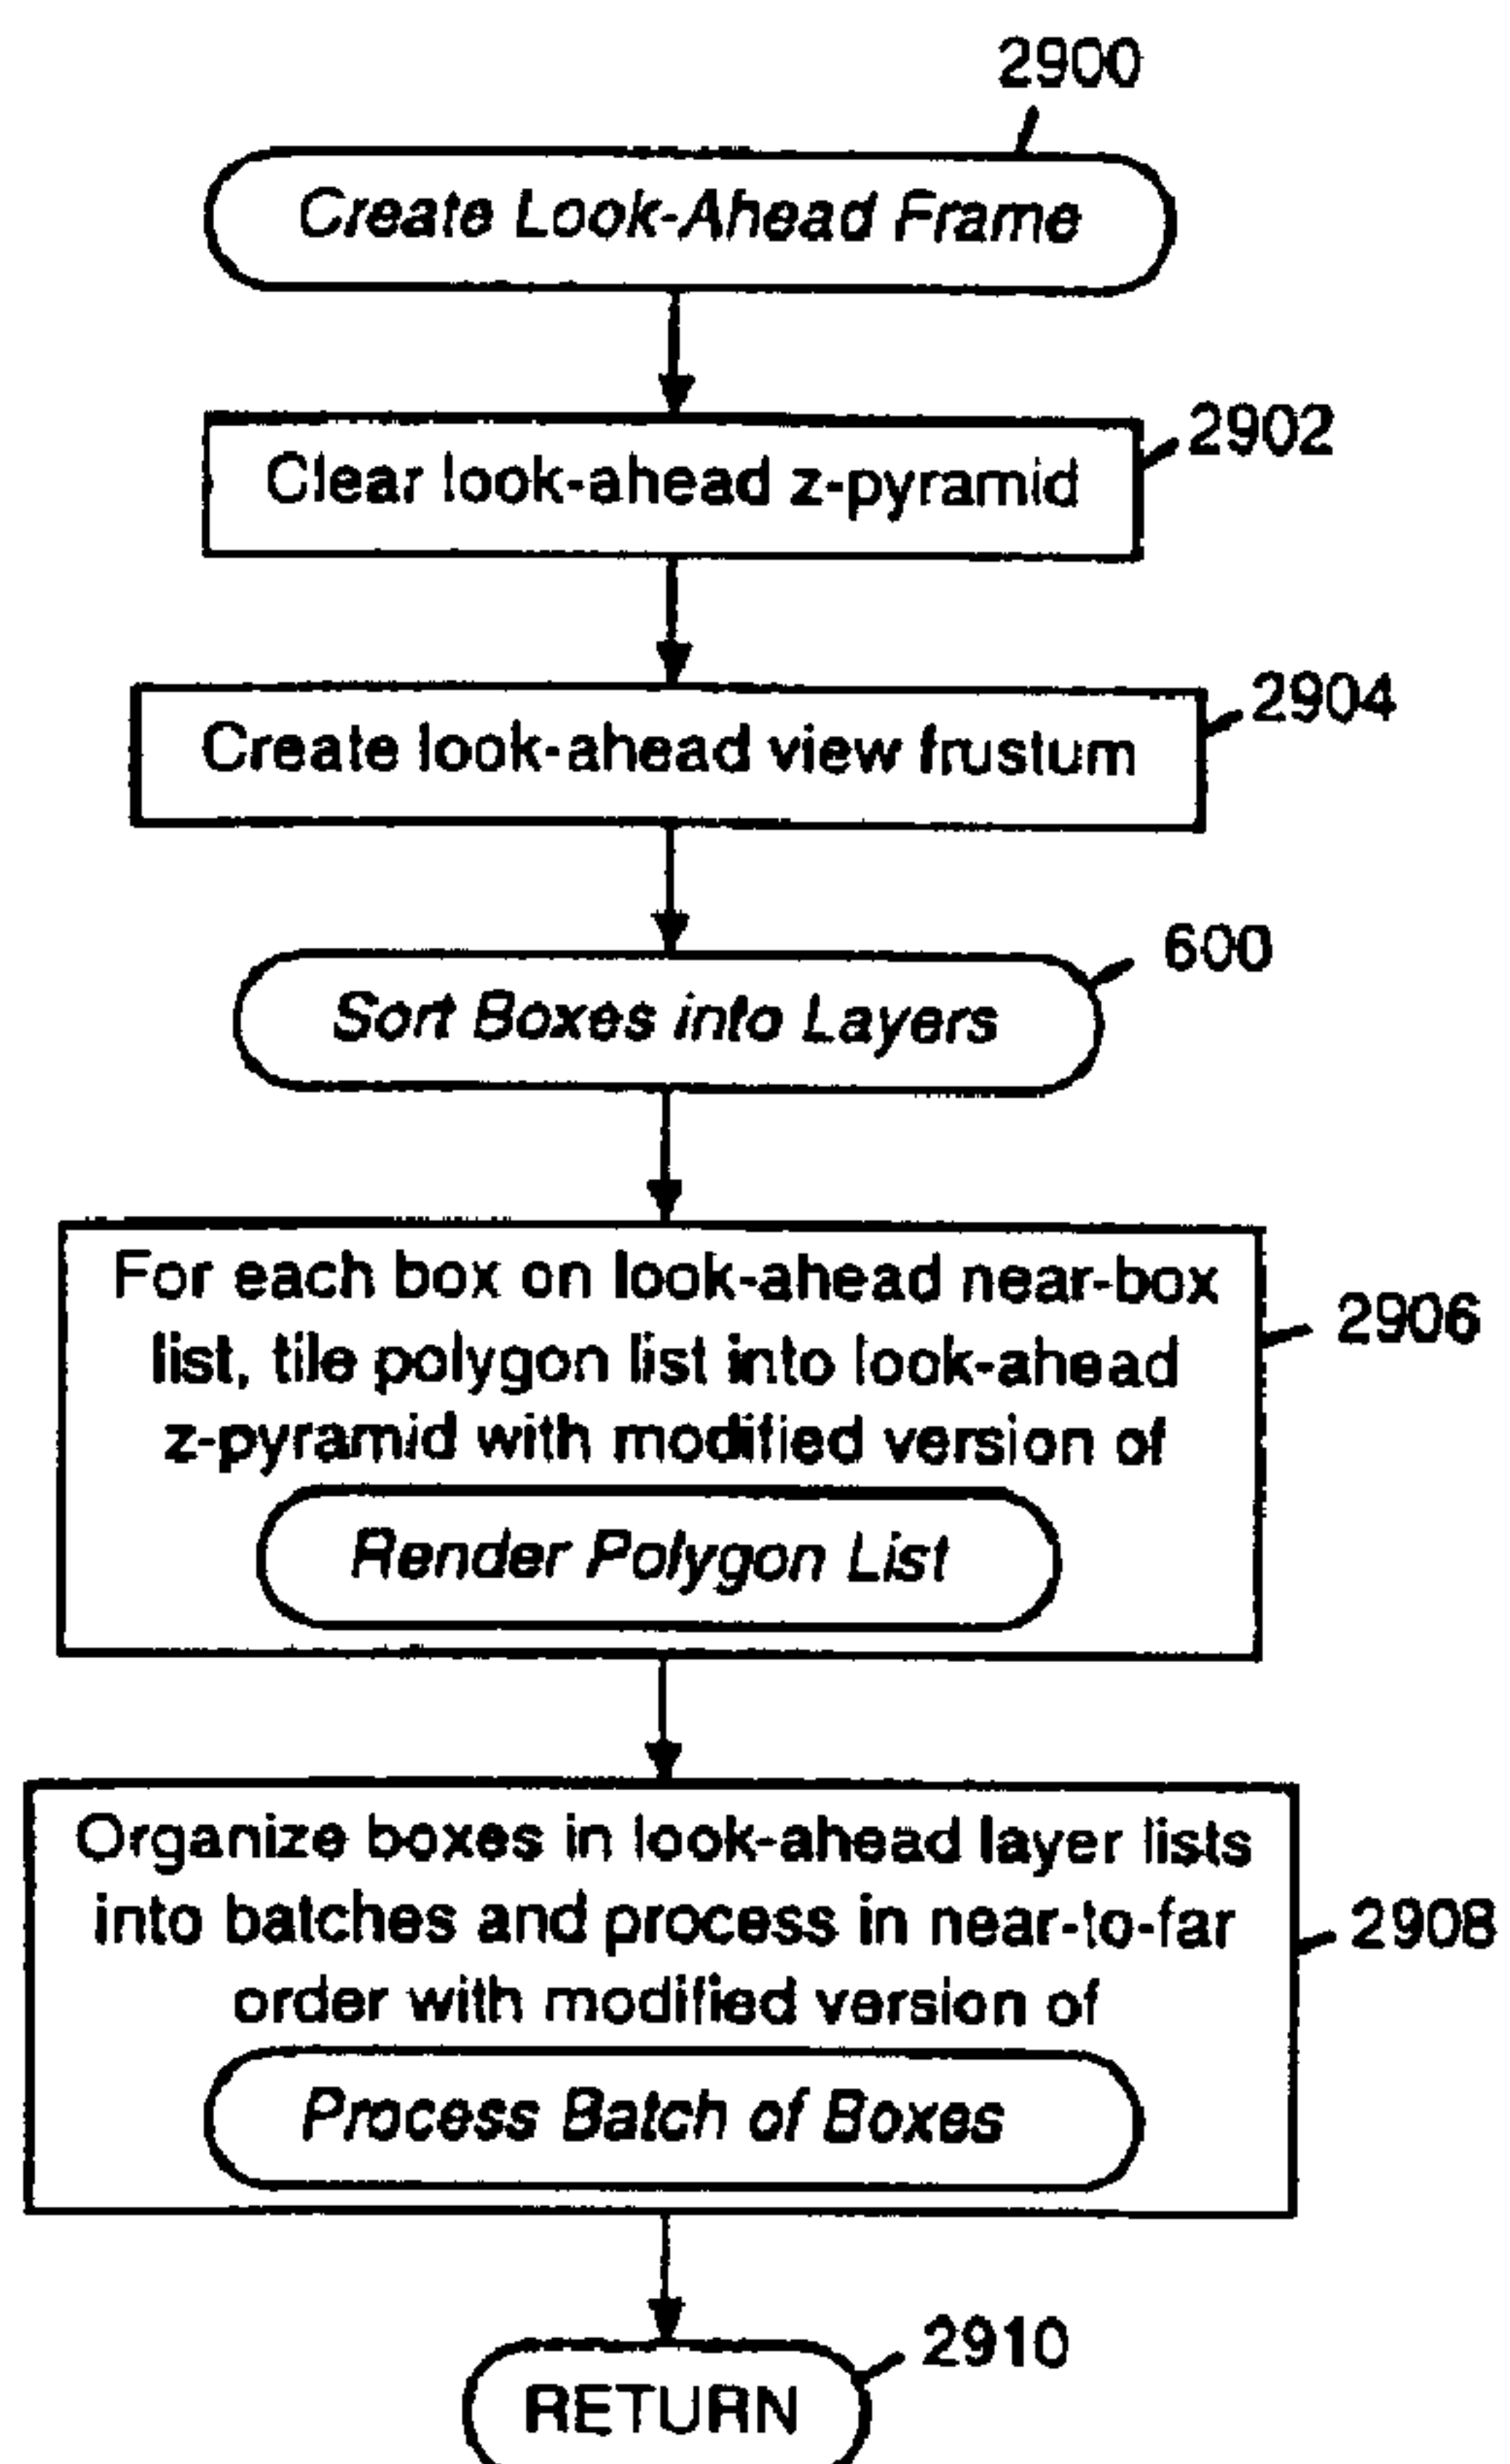 2900
Create Look-Ahead Frame
2902
Clear look-ahead z-pyramid
2904
Create look-ahead view frustum
600
Sort Boxes into Layers
For each box on look-ahead near-box
2906
list, tile polygon list into look-ahead
z-pyramid with modified version of
Render Polygon List
Organize boxes in look-ahead layer lists
into batches and process in near-to-far
2908
order with modified version of
Process Batch of Boxes
2910
RETURN